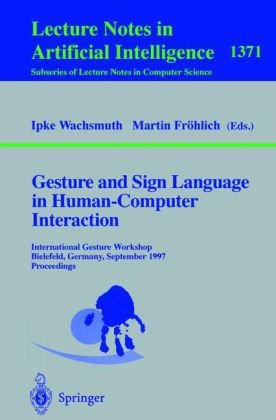 Lecture Notes in
Artificial Intelligence 1371
Subseries of Lecture Notes in Computer Science
Ipke Wachsmuth Martin Fröhlich (Eds.)
Gesture and Sign Language
in Human-Computer
Interaction
International Gesture Workshop
Bielefeld, Germany, September 1997
Proceedings
Springer